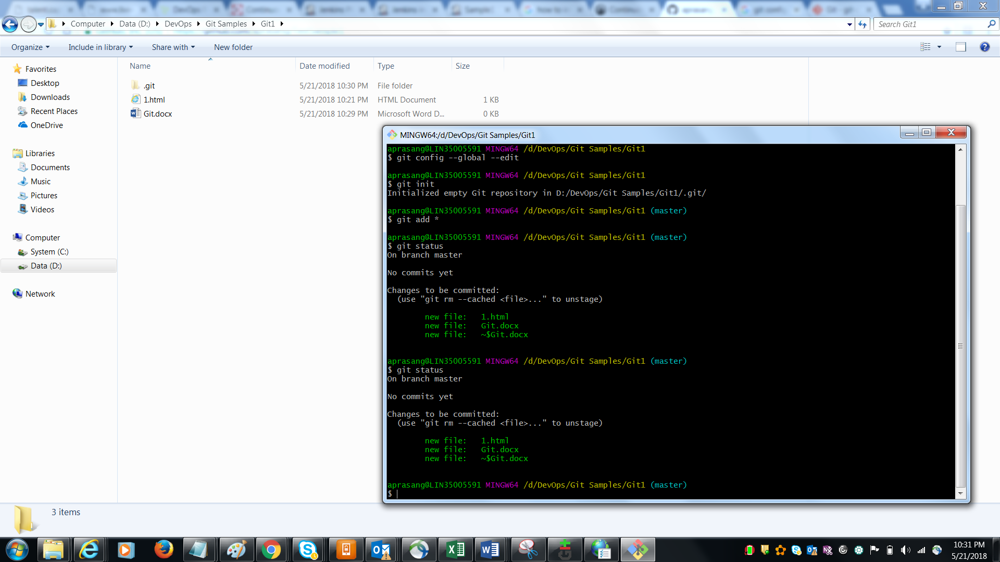 Computer ▸ Data (D:) ▸ DevOps ▸ Git Samples ▸ Git1 ▸
Search Git1
Organize Include in library Share with New folder
Name Date modified Type Size
.git 5/21/2018 10:30 PM File folder
1.html 5/21/2018 10:21 PM HTML Document 1 KB
Git.docx 5/21/2018 10:29 PM Microsoft Word D... 0 KB
Favorites
Desktop
Downloads
Recent Places
OneDrive
Libraries
Documents
Music
Pictures
Videos
Computer
System (C:)
Data (D:)
Network
MINGW64:/d/DevOps/Git Samples/Git1
aprasang@LIN35005591 MINGW64 /d/DevOps/Git Samples/Git1
$ git config --global --edit
aprasang@LIN35005591 MINGW64 /d/DevOps/Git Samples/Git1
$ git init
Initialized empty Git repository in D:/DevOps/Git Samples/Git1/.git/
aprasang@LIN35005591 MINGW64 /d/DevOps/Git Samples/Git1 (master)
$ git add *
aprasang@LIN35005591 MINGW64 /d/DevOps/Git Samples/Git1 (master)
$ git status
On branch master
No commits yet
Changes to be committed:
(use "git rm --cached <file>..." to unstage)
new file: 1.html
new file: Git.docx
new file: ~$Git.docx
aprasang@LIN35005591 MINGW64 /d/DevOps/Git Samples/Git1 (master)
$ git status
On branch master
No commits yet
Changes to be committed:
(use "git rm --cached <file>..." to unstage)
new file: 1.html
new file: Git.docx
new file: ~$Git.docx
aprasang@LIN35005591 MINGW64 /d/DevOps/Git Samples/Git1 (master)
$
3 items
10:31 PM
5/21/2018